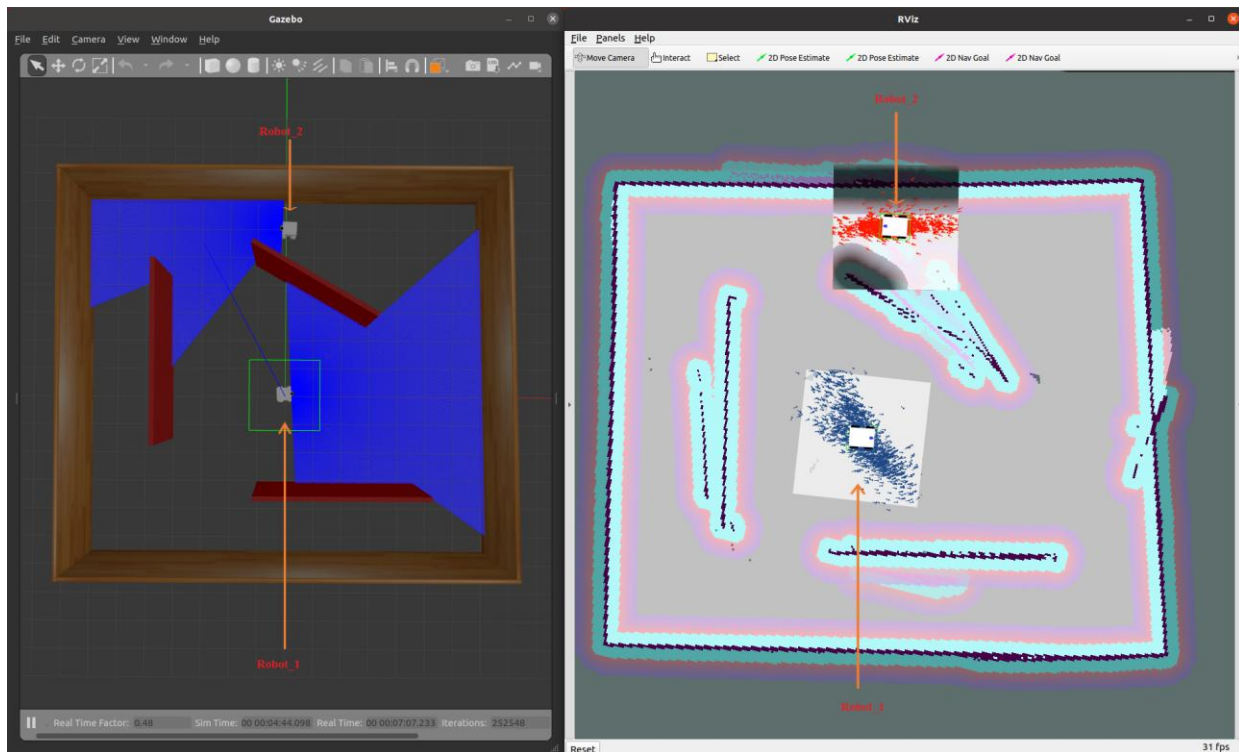 Gazebo
File Edit Camera View Window Help
Robot_2
Robot_1
Real Time Factor: 0.48 Sim Time: 00 00:04:44.098 Real Time: 00 00:07:07.233 Iterations: 252548
RViz
File Panels Help
Move Camera Interact Select 2D Pose Estimate 2D Pose Estimate 2D Nav Goal 2D Nav Goal
Robot_2
Robot_1
Reset 31 fps